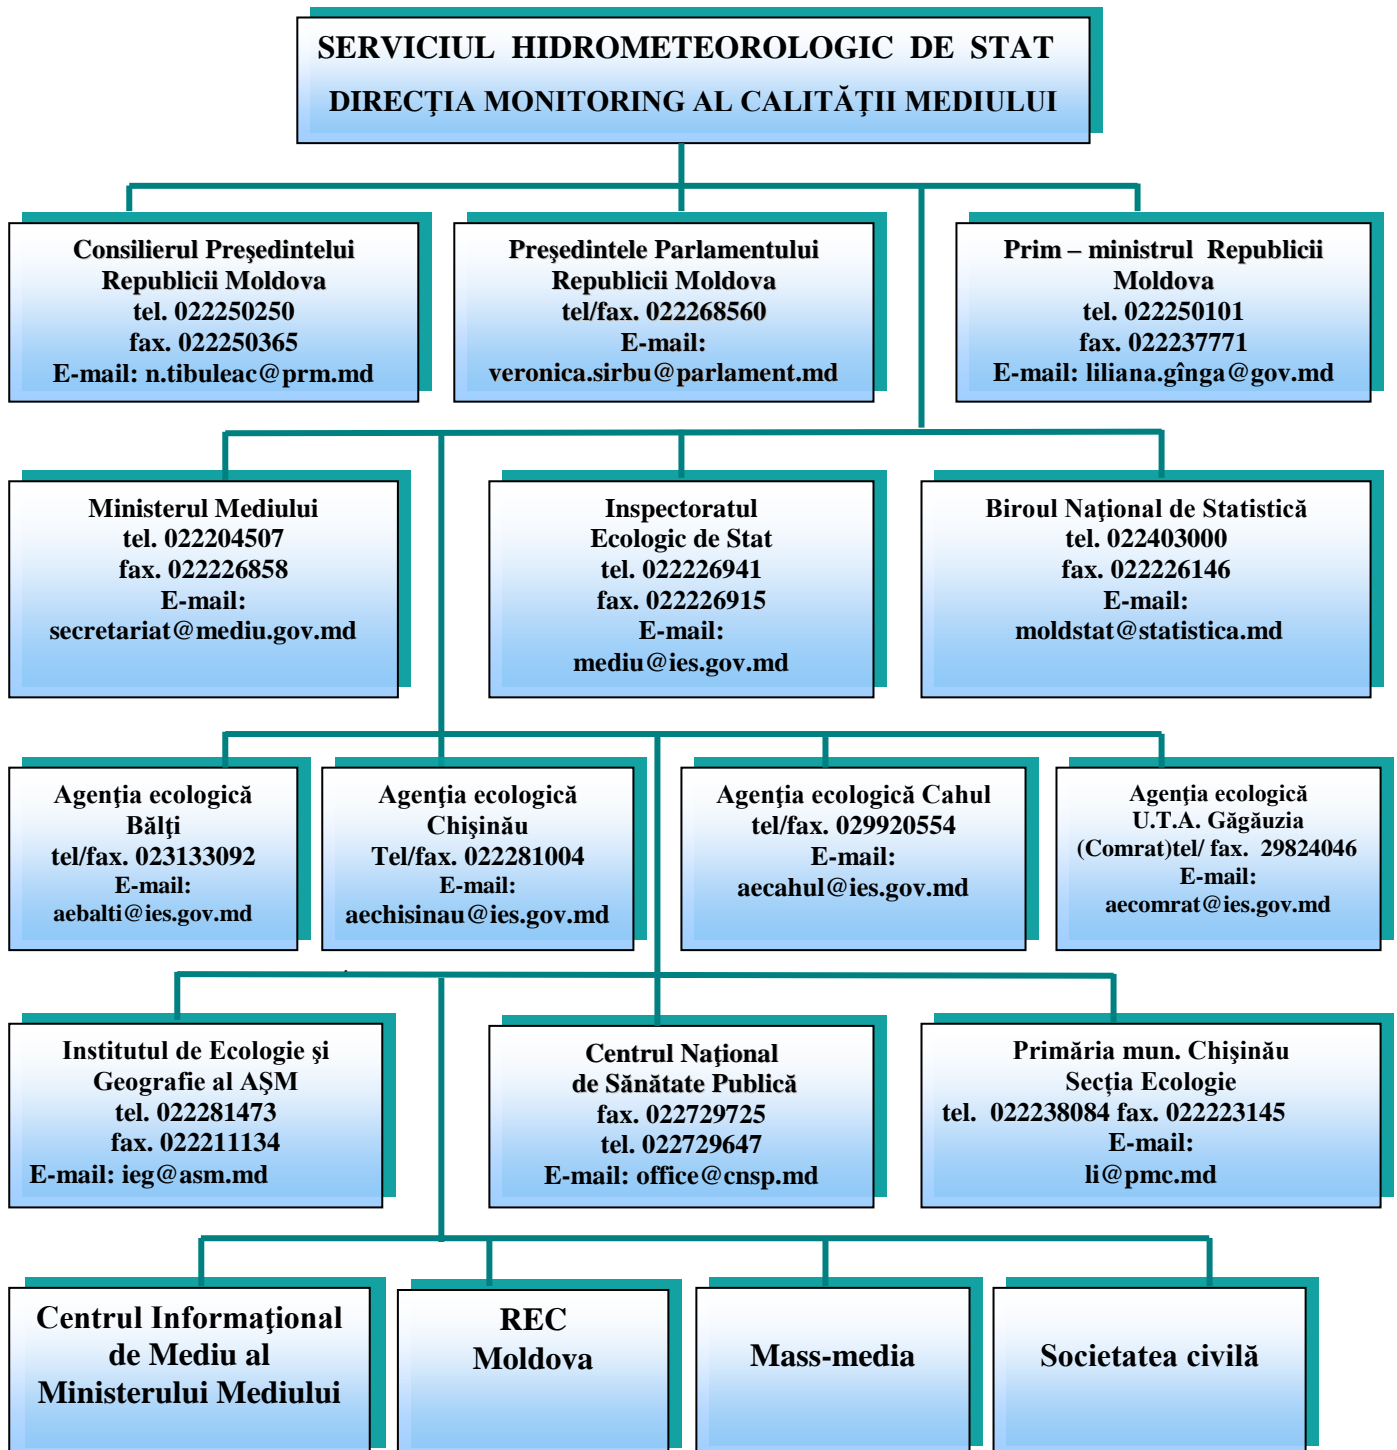 SERVICIUL HIDROMETEOROLOGIC DE STAT
DIRECŢIA MONITORING AL CALITĂŢII MEDIULUI
Consilierul Preşedintelui
Republicii Moldova
tel. 022250250
fax. 022250365
E-mail: n.tibuleac@prm.md
Preşedintele Parlamentului
Republicii Moldova
tel/fax. 022268560
E-mail:
veronica.sirbu@parlament.md
Prim – ministrul Republicii
Moldova
tel. 022250101
fax. 022237771
E-mail: liliana.gînga@gov.md
Ministerul Mediului
tel. 022204507
fax. 022226858
E-mail:
secretariat@mediu.gov.md
Inspectoratul
Ecologic de Stat
tel. 022226941
fax. 022226915
E-mail:
mediu@ies.gov.md
Biroul Naţional de Statistică
tel. 022403000
fax. 022226146
E-mail:
moldstat@statistica.md
Agenţia ecologică
Bălţi
tel/fax. 023133092
E-mail:
aebalti@ies.gov.md
Agenţia ecologică
Chişinău
Tel/fax. 022281004
E-mail:
aechisinau@ies.gov.md
Agenţia ecologică Cahul
tel/fax. 029920554
E-mail:
aecahul@ies.gov.md
Agenţia ecologică
U.T.A. Găgăuzia
(Comrat)tel/ fax. 29824046
E-mail:
aecomrat@ies.gov.md
Institutul de Ecologie şi
Geografie al AŞM
tel. 022281473
fax. 022211134
E-mail: ieg@asm.md
Centrul Naţional
de Sănătate Publică
fax. 022729725
tel. 022729647
E-mail: office@cnsp.md
Primăria mun. Chişinău
Secția Ecologie
tel. 022238084 fax. 022223145
E-mail:
li@pmc.md
Centrul Informaţional
de Mediu al
Ministerului Mediului
REC
Moldova
Mass-media
Societatea civilă